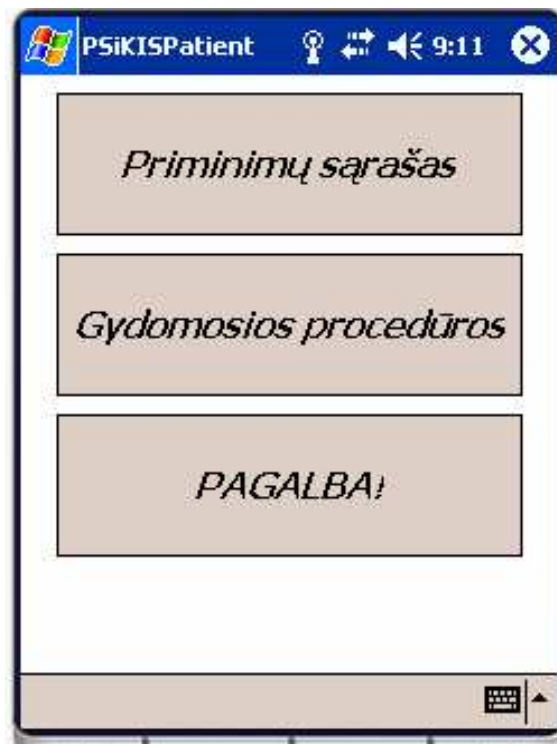 PSiKISPatient 9:11
Priminimų sąrašas
Gydomosios procedūros
PAGALBA!